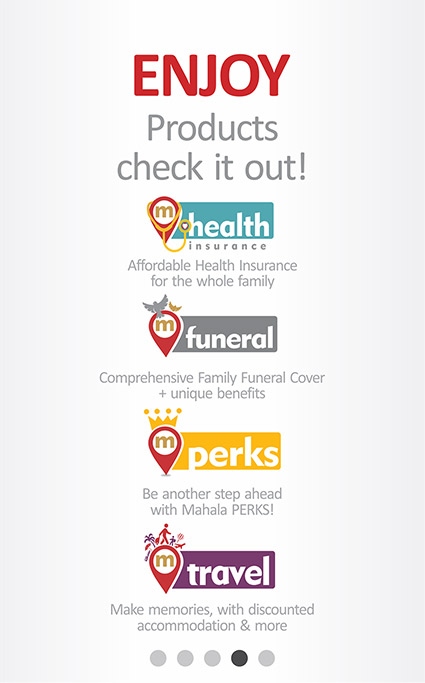 ENJOY
Products
check it out!
m health
insurance
Affordable Health Insurance
for the whole family
m funeral
Comprehensive Family Funeral Cover
+ unique benefits
m perks
Be another step ahead
with Mahala PERKS!
m travel
Make memories, with discounted
accommodation & more